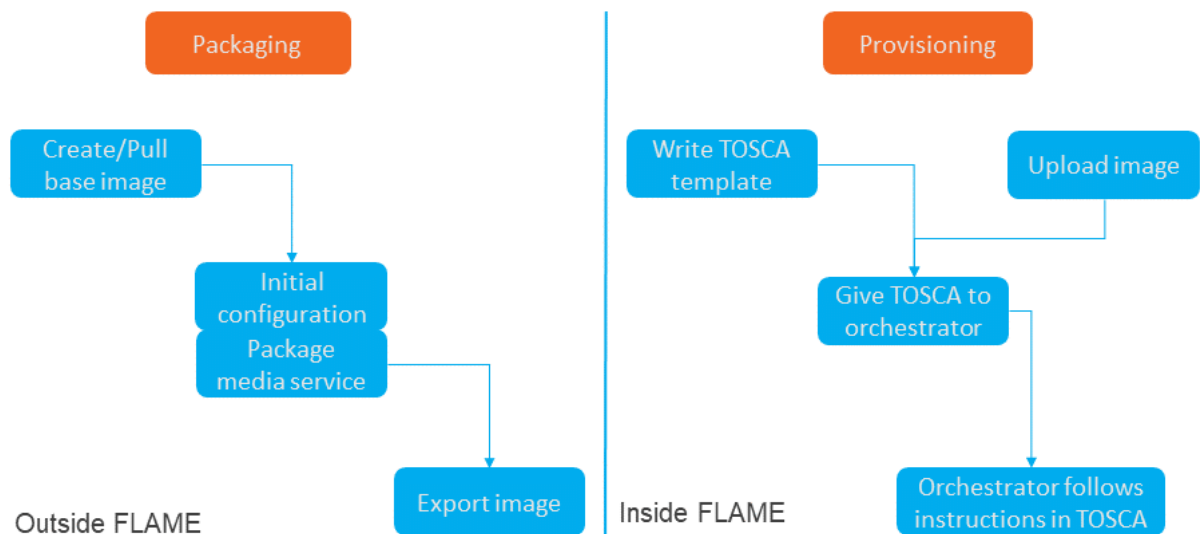 Packaging
Create/Pull
base image
Initial
configuration
Package
media service
Export image
Outside FLAME
Provisioning
Write TOSCA
template
Upload image
Give TOSCA to
orchestrator
Orchestrator follows
instructions in TOSCA
Inside FLAME